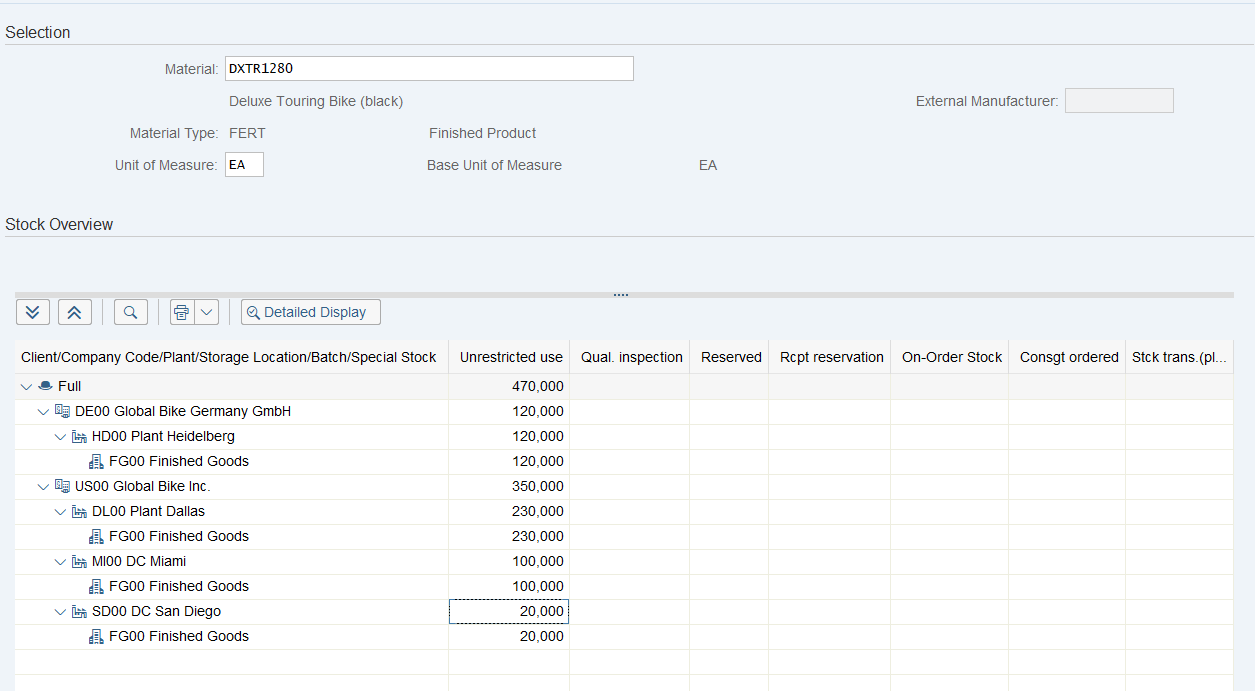 Selection
Material: DXTR1280
Deluxe Touring Bike (black) External Manufacturer:
Material Type: FERT Finished Product
Unit of Measure: EA Base Unit of Measure EA
Stock Overview
Detailed Display
Client/Company Code/Plant/Storage Location/Batch/Special Stock Unrestricted use Qual. inspection Reserved Rcpt reservation On-Order Stock Consgt ordered Stck trans.(pl...
Full 470,000
DE00 Global Bike Germany GmbH 120,000
HD00 Plant Heidelberg 120,000
FG00 Finished Goods 120,000
US00 Global Bike Inc. 350,000
DL00 Plant Dallas 230,000
FG00 Finished Goods 230,000
MI00 DC Miami 100,000
FG00 Finished Goods 100,000
SD00 DC San Diego 20,000
FG00 Finished Goods 20,000